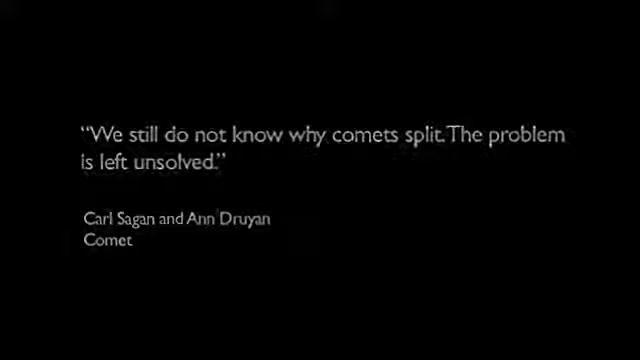 “We still do not know why comets split. The problem
is left unsolved.”
Carl Sagan and Ann Druyan
Comet